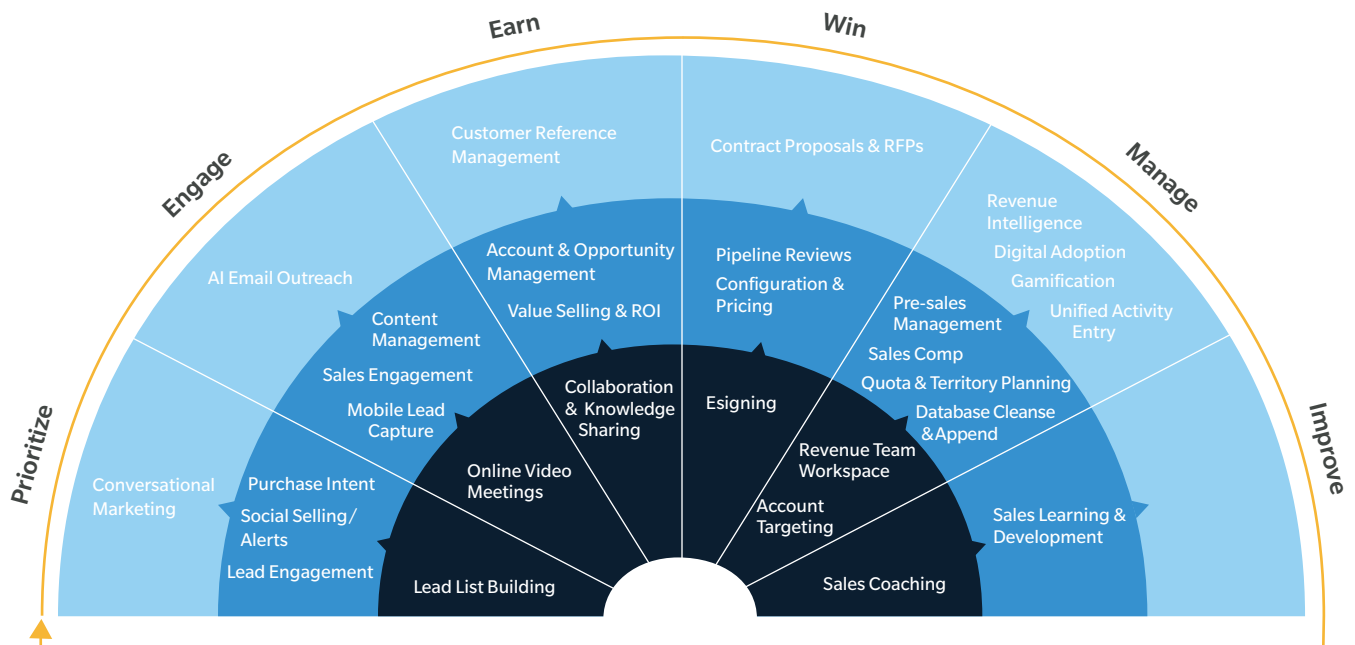 Prioritize
Conversational
Marketing
Purchase Intent
Social Selling/
Alerts
Lead Engagement
Lead List Building
Engage
AI Email Outreach
Content
Management
Sales Engagement
Mobile Lead
Capture
Online Video
Meetings
Earn
Customer Reference
Management
Account & Opportunity
Management
Value Selling & ROI
Collaboration
& Knowledge
Sharing
Win
Contract Proposals & RFPs
Pipeline Reviews
Configuration &
Pricing
Esigning
Manage
Revenue
Intelligence
Digital Adoption
Gamification
Unified Activity
Entry
Pre-sales
Management
Sales Comp
Quota & Territory Planning
Database Cleanse
&Append
Revenue Team
Workspace
Account
Targeting
Improve
Sales Learning &
Development
Sales Coaching